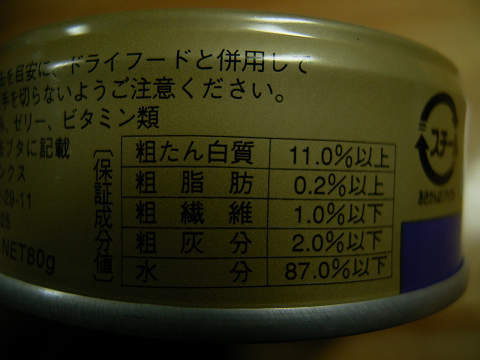 を目安に、ドライフードと併用して
手を切らないようご注意ください。
、ゼリー、ビタミン類
ブタに記載
ンクス
-29-11
NET80g
〔保証成分値〕
粗たん白質 11.0%以上
粗脂肪 0.2%以上
粗繊維 1.0%以下
粗灰分 2.0%以下
水分 87.0%以下
スチー